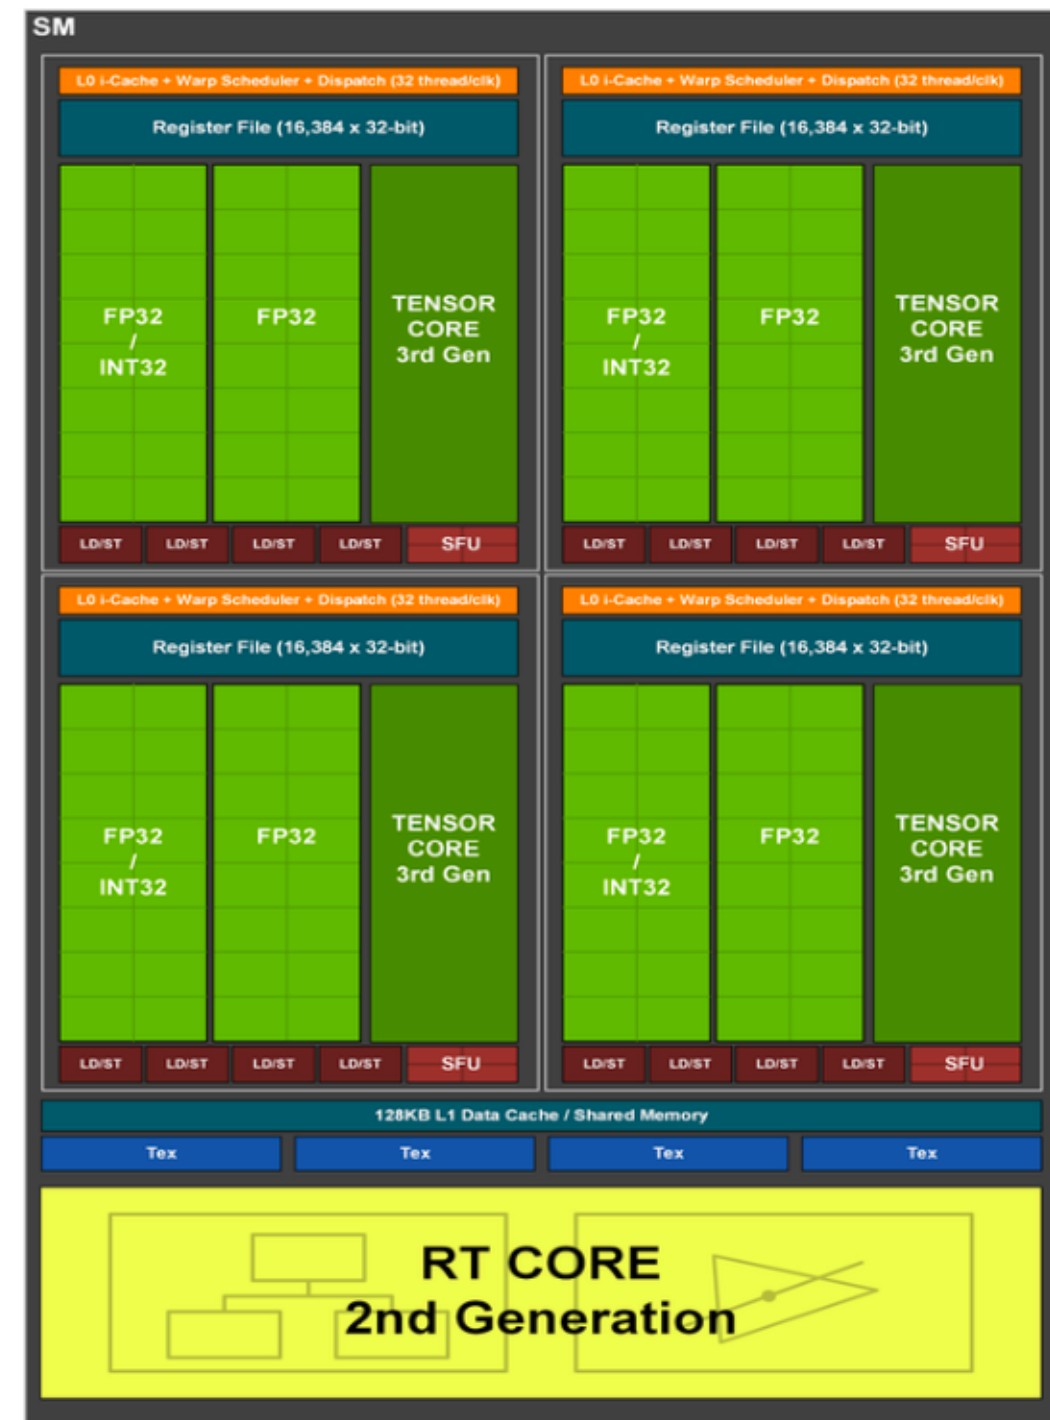 SM
L0 i-Cache + Warp Scheduler + Dispatch (32 thread/clk)
Register File (16,384 x 32-bit)
FP32
/
INT32
FP32
TENSOR
CORE
3rd Gen
LD/ST LD/ST LD/ST LD/ST SFU
L0 i-Cache + Warp Scheduler + Dispatch (32 thread/clk)
Register File (16,384 x 32-bit)
FP32
/
INT32
FP32
TENSOR
CORE
3rd Gen
LD/ST LD/ST LD/ST LD/ST SFU
L0 i-Cache + Warp Scheduler + Dispatch (32 thread/clk)
Register File (16,384 x 32-bit)
FP32
/
INT32
FP32
TENSOR
CORE
3rd Gen
LD/ST LD/ST LD/ST LD/ST SFU
L0 i-Cache + Warp Scheduler + Dispatch (32 thread/clk)
Register File (16,384 x 32-bit)
FP32
/
INT32
FP32
TENSOR
CORE
3rd Gen
LD/ST LD/ST LD/ST LD/ST SFU
128KB L1 Data Cache / Shared Memory
Tex Tex Tex Tex
RT CORE
2nd Generation